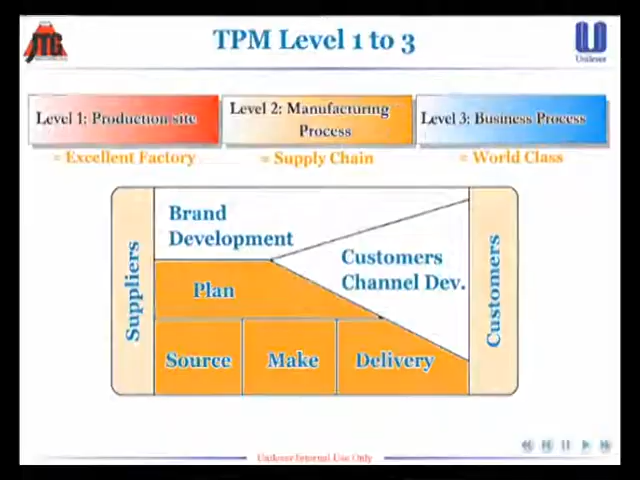 TPM Level 1 to 3
JTG
Unilever
Level 1: Production site
Level 2: Manufacturing
Process
Level 3: Business Process
= Excellent Factory
= Supply Chain
= World Class
Suppliers
Brand
Development
Customers
Channel Dev.
Plan
Source
Make
Delivery
Customers
Unilever Internal Use Only